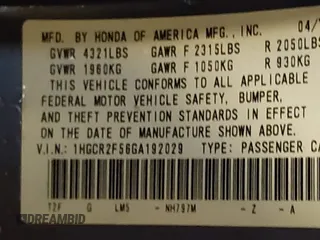 MFD. BY HONDA OF AMERICA MFG., INC. 04/
GVWR 4321LBS GAWR F 2315LBS R 2050LBS
GVWR 1960KG GAWR F 1050KG R 930KG
THIS VEHICLE CONFORMS TO ALL APPLICABLE
FEDERAL MOTOR VEHICLE SAFETY, BUMPER,
AND THEFT PREVENTION STANDARDS IN EFFECT ON
THE DATE OF MANUFACTURE SHOWN ABOVE.
V.I.N. 1HGCR2F56GA192029 TYPE: PASSENGER CA
T2F G LM5 - NH797M - Z - A
DREAMBID